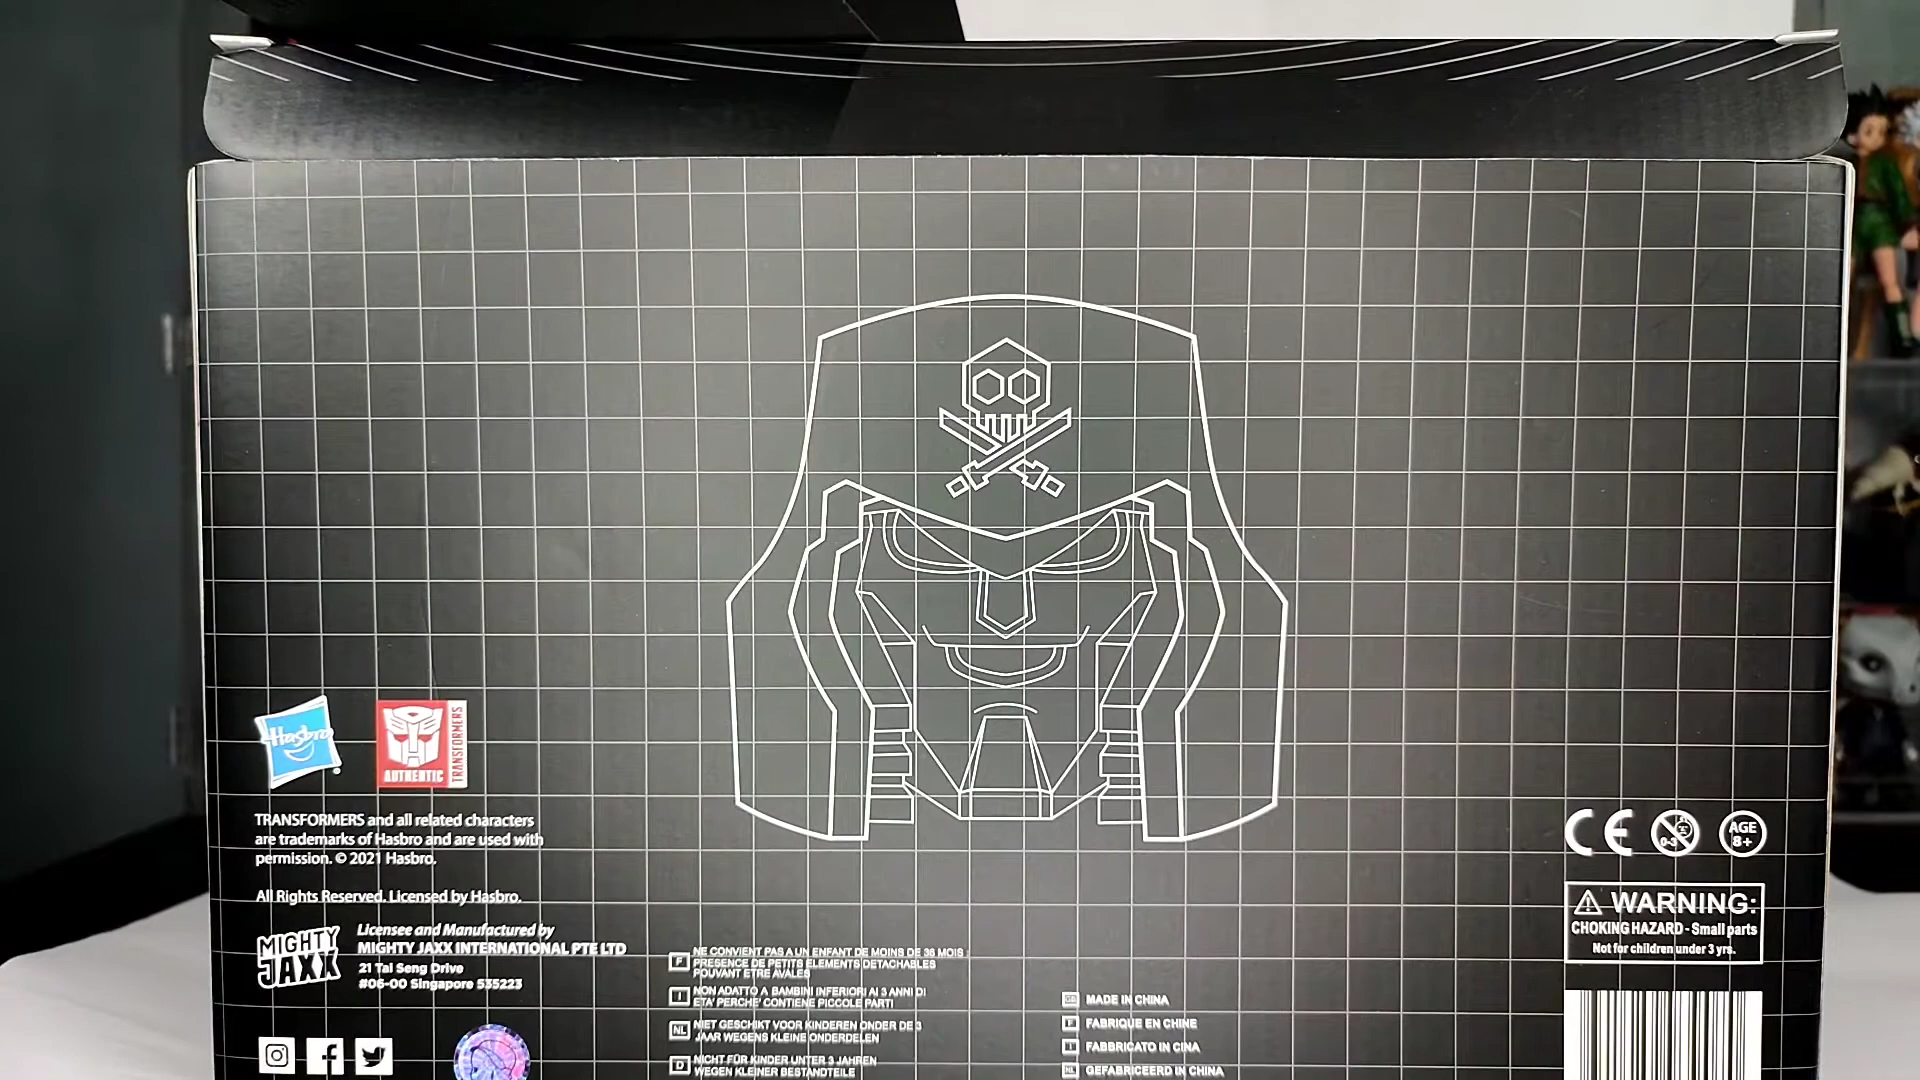 Hasbro
AUTHENTIC
TRANSFORMERS
TRANSFORMERS and all related characters
are trademarks of Hasbro and are used with
permission. © 2021 Hasbro.
All Rights Reserved. Licensed by Hasbro.
MIGHTY
JAXX
Licensee and Manufactured by
MIGHTY JAXX INTERNATIONAL PTE LTD
21 Tai Seng Drive
#06-00 Singapore 535223
F NE CONVIENT PAS A UN ENFANT DE MOINS DE 36 MOIS :
PRESENCE DE PETITS ELEMENTS DETACHABLES
POUVANT ETRE AVALES
I NON ADATTO A BAMBINI INFERIORI AI 3 ANNI DI
ETA' PERCHE' CONTIENE PICCOLE PARTI
NL NIET GESCHIKT VOOR KINDEREN ONDER DE 3
JAAR WEGENS KLEINE ONDERDELEN
D NICHT FÜR KINDER UNTER 3 JAHREN
WEGEN KLEINER BESTANDTEILE
GB MADE IN CHINA
F FABRIQUE EN CHINE
I FABBRICATO IN CINA
NL GEFABRICEERD IN CHINA
CE
0-3
AGE
8+
WARNING:
CHOKING HAZARD - Small parts
Not for children under 3 yrs.